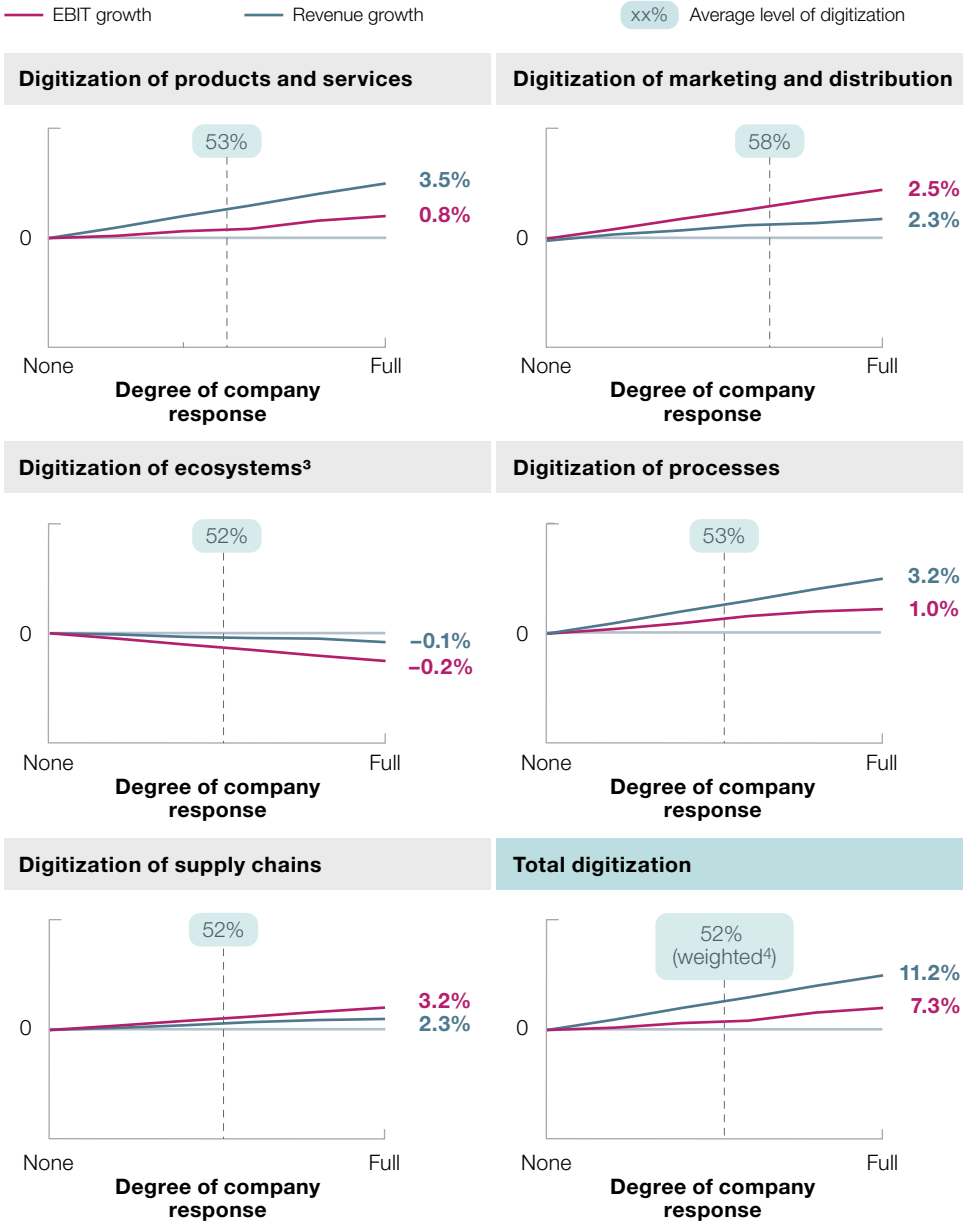 EBIT growth
Revenue growth
xx%
Average level of digitization
Digitization of products and services
53%
3.5%
0.8%
0
None
Full
Degree of company
response
Digitization of marketing and distribution
58%
2.5%
2.3%
0
None
Full
Degree of company
response
Digitization of ecosystems³
52%
0
−0.1%
−0.2%
None
Full
Degree of company
response
Digitization of processes
53%
3.2%
1.0%
0
None
Full
Degree of company
response
Digitization of supply chains
52%
3.2%
2.3%
0
None
Full
Degree of company
response
Total digitization
52%
(weighted⁴)
11.2%
7.3%
0
None
Full
Degree of company
response